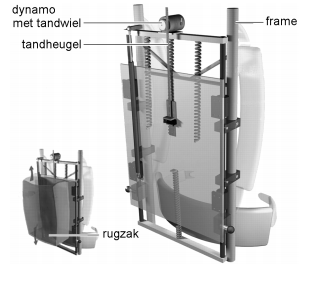 dynamo
met tandwiel
frame
tandheugel
rugzak